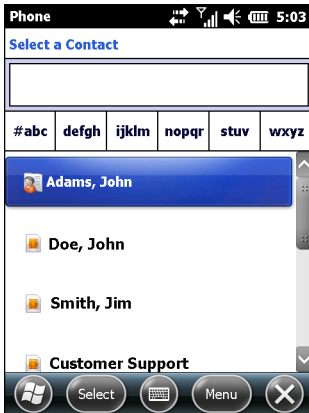 Phone 5:03
Select a Contact
#abc defgh ijklm nopqr stuv wxyz
Adams, John
Doe, John
Smith, Jim
Customer Support
Select Menu